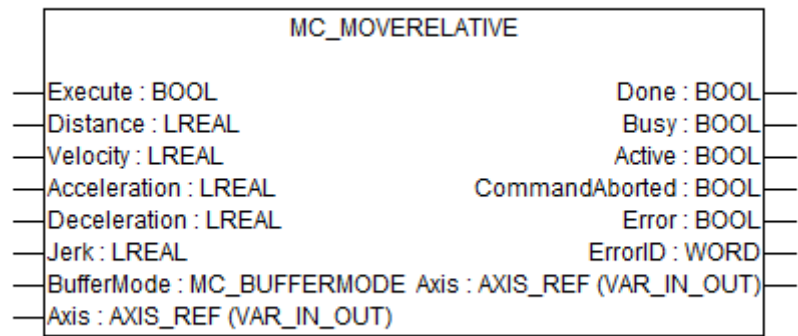 MC_MOVERELATIVE
Execute : BOOL Done : BOOL
Distance : LREAL Busy : BOOL
Velocity : LREAL Active : BOOL
Acceleration : LREAL CommandAborted : BOOL
Deceleration : LREAL Error : BOOL
Jerk : LREAL ErrorID : WORD
BufferMode : MC_BUFFERMODE Axis : AXIS_REF (VAR_IN_OUT)
Axis : AXIS_REF (VAR_IN_OUT)